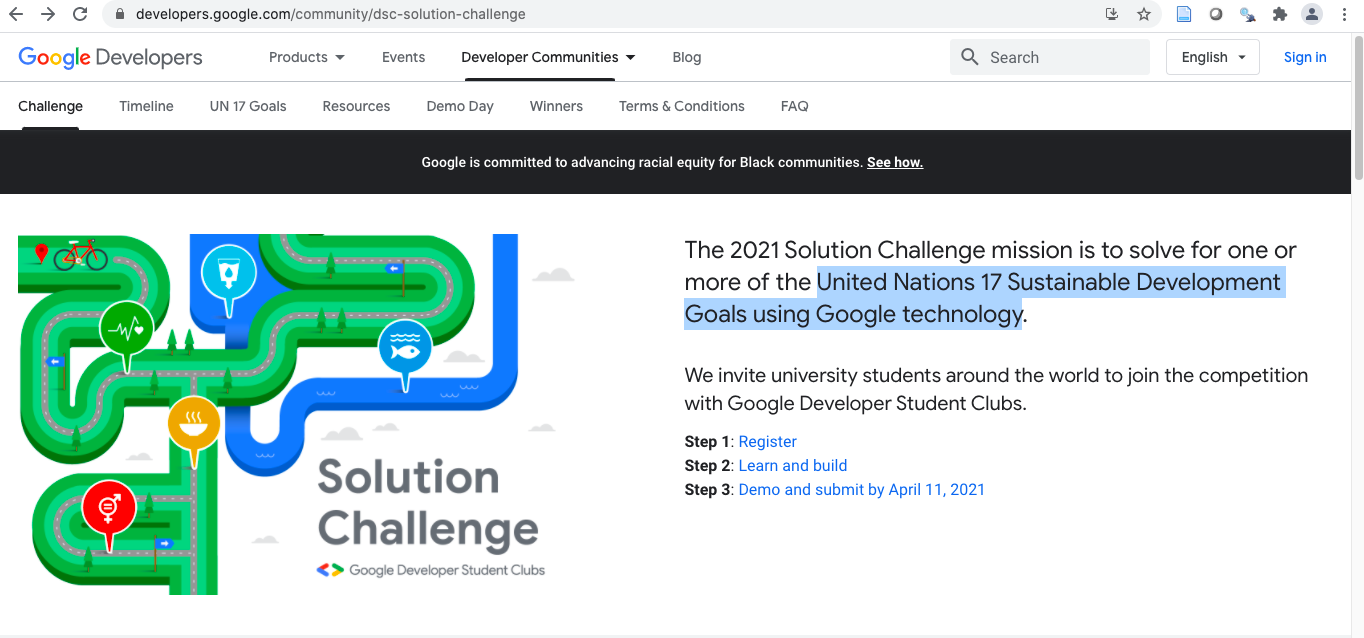 developers.google.com/community/dsc-solution-challenge
Google Developers
Products
Events
Developer Communities
Blog
Search
English
Sign in
Challenge
Timeline
UN 17 Goals
Resources
Demo Day
Winners
Terms & Conditions
FAQ
Google is committed to advancing racial equity for Black communities. See how.
Solution
Challenge
Google Developer Student Clubs
The 2021 Solution Challenge mission is to solve for one or
more of the United Nations 17 Sustainable Development
Goals using Google technology.
We invite university students around the world to join the competition
with Google Developer Student Clubs.
Step 1: Register
Step 2: Learn and build
Step 3: Demo and submit by April 11, 2021